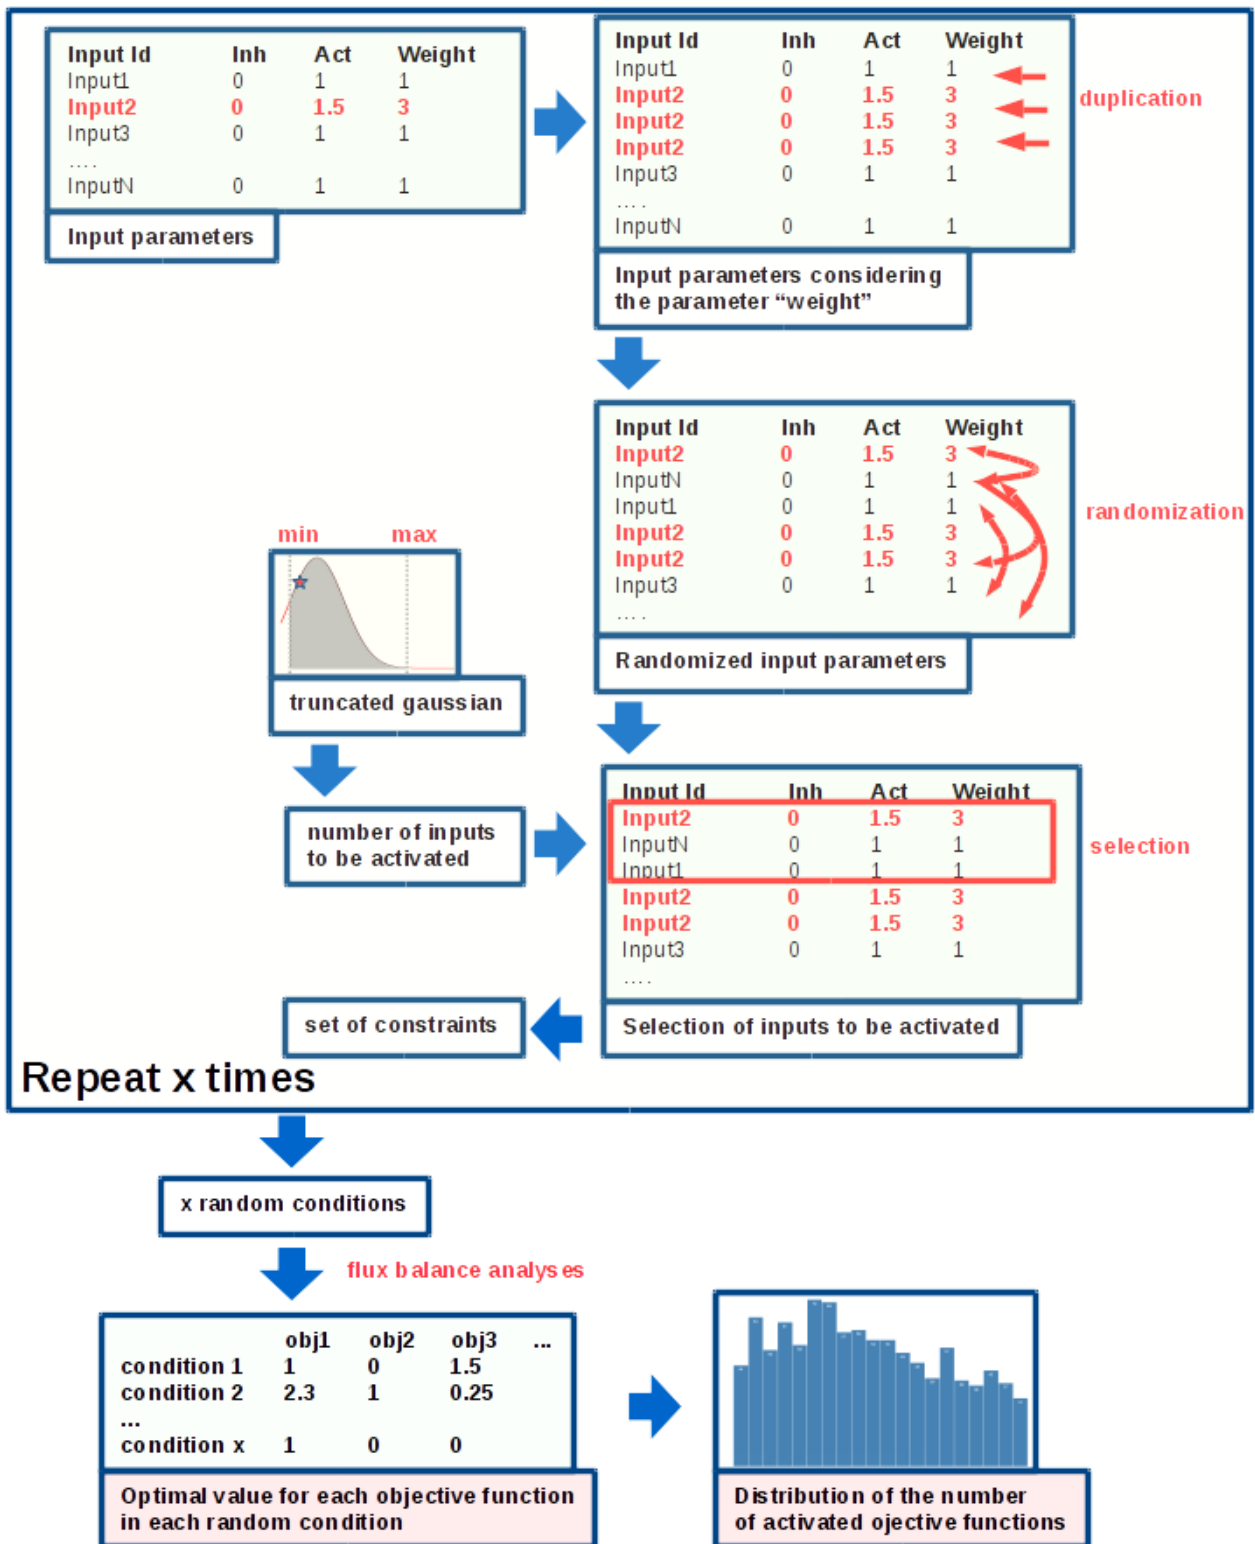 Input Id Inh Act Weight
Input1 0 1 1
Input2 0 1.5 3
Input3 0 1 1
....
InputN 0 1 1
Input parameters
Input Id Inh Act Weight
Input1 0 1 1
Input2 0 1.5 3
Input2 0 1.5 3
Input2 0 1.5 3
Input3 0 1 1
....
InputN 0 1 1
duplication
Input parameters considering
the parameter “weight”
Input Id Inh Act Weight
Input2 0 1.5 3
InputN 0 1 1
Input1 0 1 1
Input2 0 1.5 3
Input2 0 1.5 3
Input3 0 1 1
....
randomization
Randomized input parameters
min max
truncated gaussian
number of inputs
to be activated
Input Id Inh Act Weight
Input2 0 1.5 3
InputN 0 1 1
Input1 0 1 1
Input2 0 1.5 3
Input2 0 1.5 3
Input3 0 1 1
....
selection
Selection of inputs to be activated
set of constraints
Repeat x times
x random conditions
flux balance analyses
obj1 obj2 obj3 ...
condition 1 1 0 1.5
condition 2 2.3 1 0.25
...
condition x 1 0 0
Optimal value for each objective function
in each random condition
Distribution of the number
of activated ojective functions